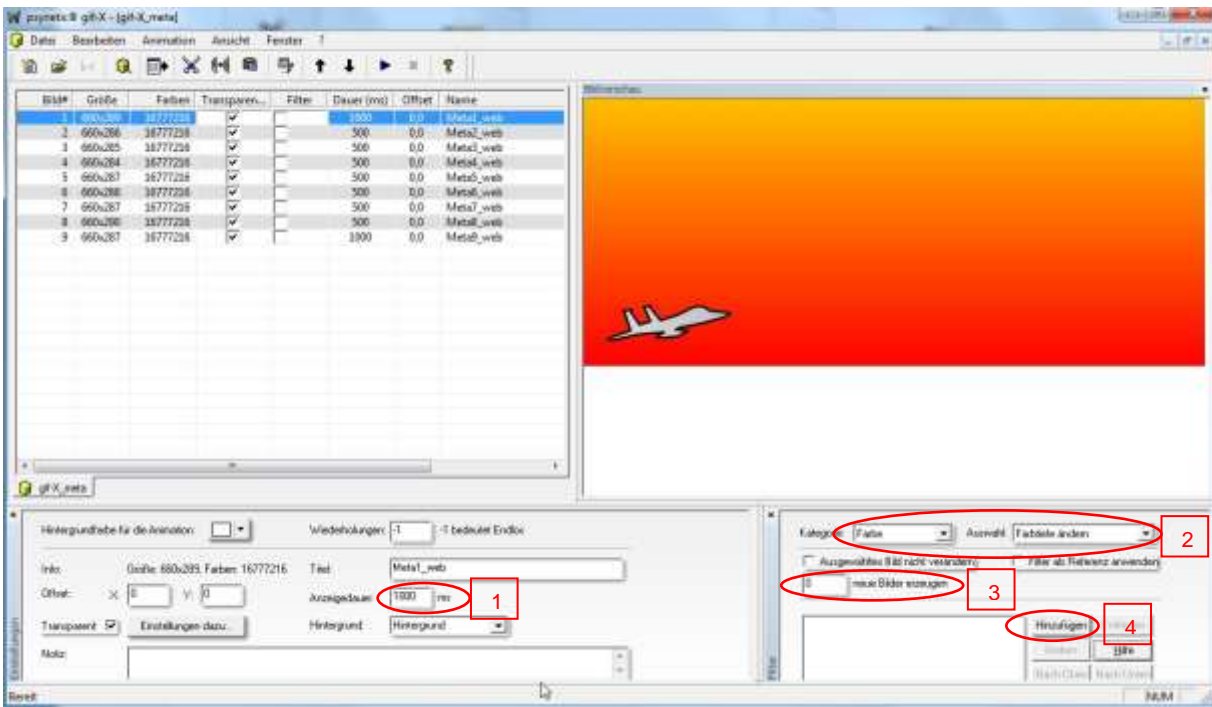 psynetic® gif-X - [gif-X_meta]
Datei Bearbeiten Animation Ansicht Fenster ?
Bild# Größe Farben Transparen... Filter Dauer (ms) Offset Name
1 660x289 16777216 1000 0,0 Meta1_web
2 660x286 16777216 500 0,0 Meta2_web
3 660x285 16777216 500 0,0 Meta3_web
4 660x284 16777216 500 0,0 Meta4_web
5 660x287 16777216 500 0,0 Meta5_web
6 660x288 16777216 500 0,0 Meta6_web
7 660x287 16777216 500 0,0 Meta7_web
8 16777216 500 0,0 Meta8_web
9 660x287 16777216 1000 0,0 Meta9_web
gif-X_meta
Hintergrundfarbe für die Animation:
Wiederholungen: -1 -1 bedeutet Endlos
Info: Größe: 660x289, Farben: 16777216
Titel: Meta1_web
Offset: X: 0 Y: 0
Anzeigedauer: 1000 ms
1
Transparent Einstellungen dazu...
Hintergrund: Hintergrund
Notiz:
Einstellungen
Kategorie: Farbe Auswahl: Farbtiefe ändern
2
Ausgewähltes Bild nicht verändern
Filter als Referenz anwenden
0 neue Bilder erzeugen
3
Hinzufügen
4
Hilfe
Nach Oben Nach Unten
Filter
Bereit
NUM